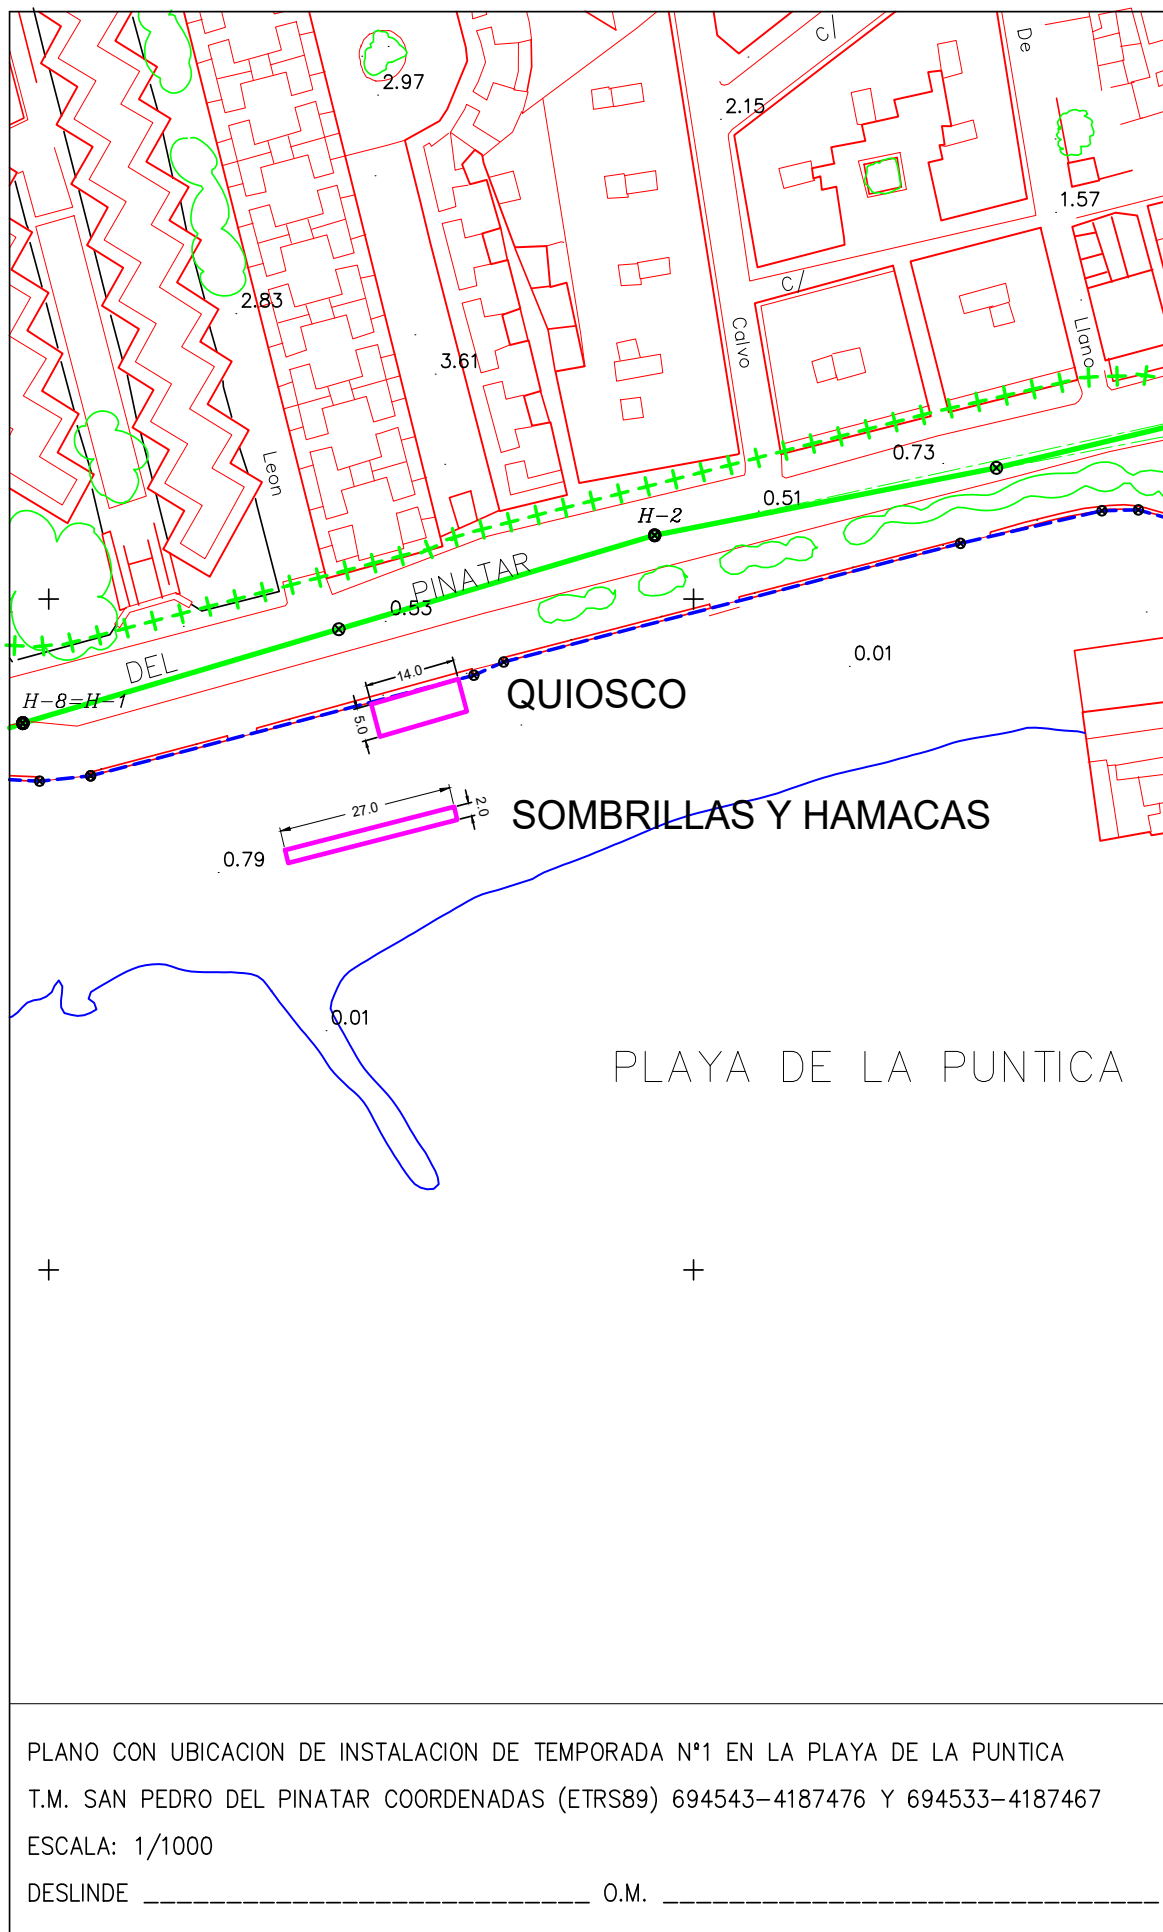 C/
De
2.97
2.15
1.57
C/
2.83
Calvo
Llano
3.61
Leon
0.73
0.51
H-2
PINATAR
0.53
DEL
0.01
14.0
QUIOSCO
H-8=H-1
5.0
27.0
2.0
SOMBRILLAS Y HAMACAS
0.79
0.01
PLAYA DE LA PUNTICA
PLANO CON UBICACION DE INSTALACION DE TEMPORADA Nº1 EN LA PLAYA DE LA PUNTICA
T.M. SAN PEDRO DEL PINATAR COORDENADAS (ETRS89) 694543-4187476 Y 694533-4187467
ESCALA: 1/1000
DESLINDE ____________________________ O.M. _______________________________